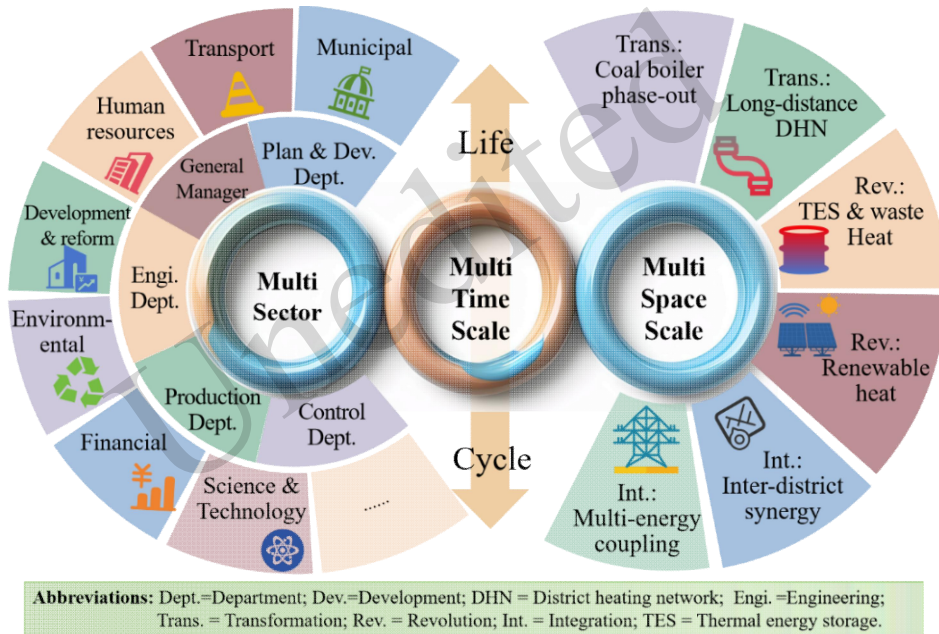 Transport
Municipal
Human
resources
Development
& reform
Environm-
ental
Financial
Science &
Technology
......
General
Manager
Plan & Dev.
Dept.
Engi.
Dept.
Production
Dept.
Control
Dept.
Multi
Sector
Life
Multi
Time
Scale
Cycle
Multi
Space
Scale
Trans.:
Coal boiler
phase-out
Trans.:
Long-distance
DHN
Rev.:
TES & waste
Heat
Rev.:
Renewable
heat
Int.:
Inter-district
synergy
Int.:
Multi-energy
coupling
Unedited
Abbreviations: Dept.=Department; Dev.=Development; DHN = District heating network; Engi. =Engineering;
Trans. = Transformation; Rev. = Revolution; Int. = Integration; TES = Thermal energy storage.